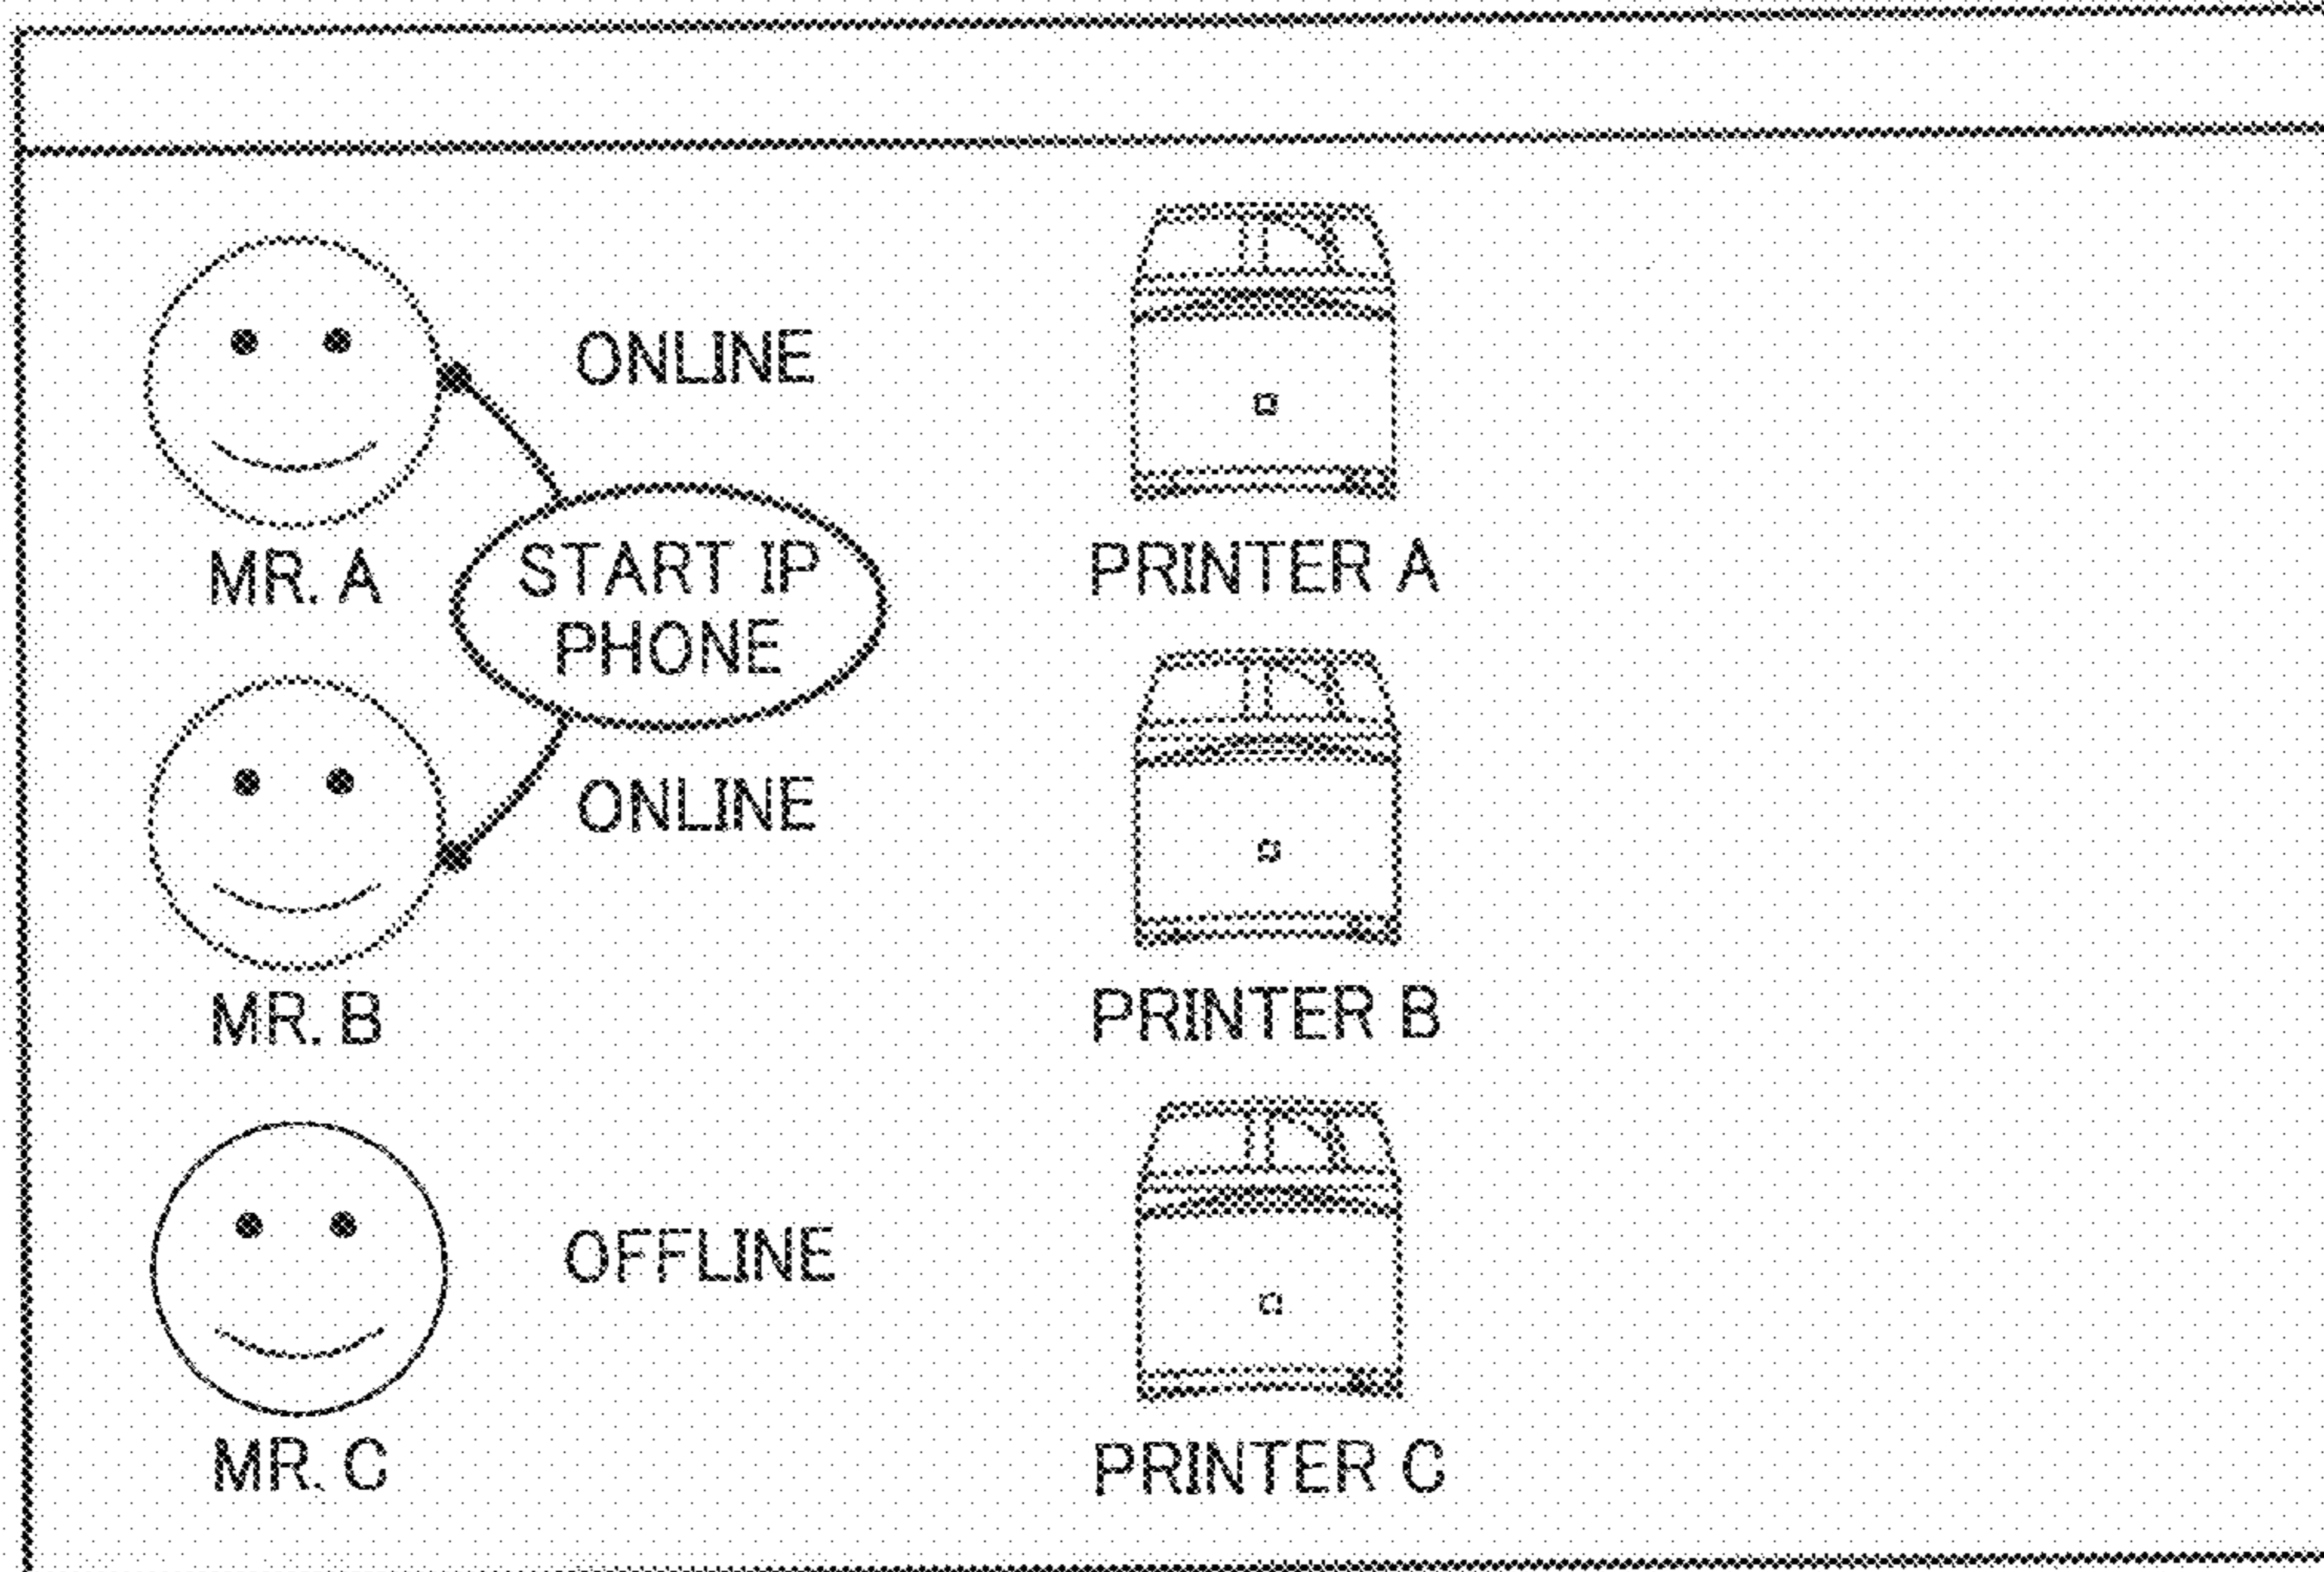 ONLINE
MR. A
START IP
PHONE
PRINTER A
ONLINE
MR. B
PRINTER B
OFFLINE
MR. C
PRINTER C